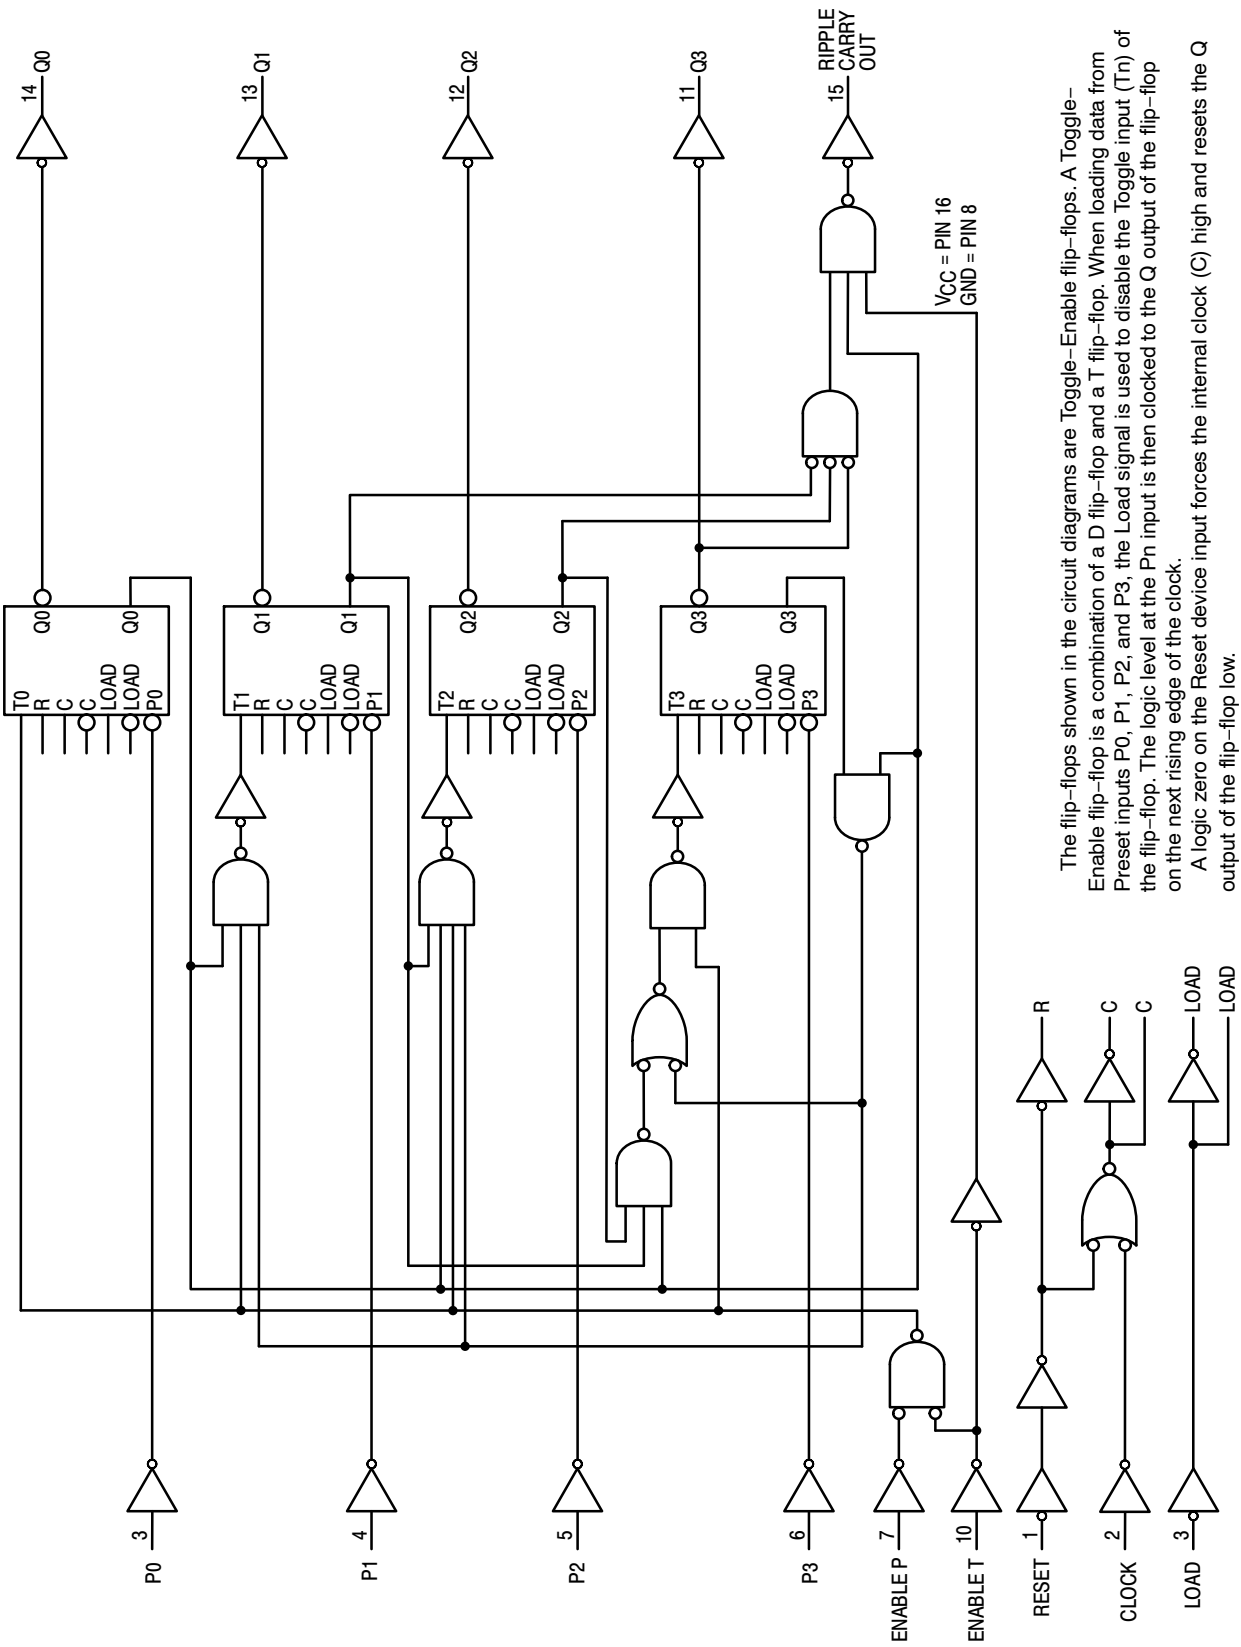 14 Q0
13 Q1
12 Q2
11 Q3
15 RIPPLE
CARRY
OUT
T0
R
C
C
LOAD
LOAD
P0
Q0
Q0
T1
R
C
C
LOAD
LOAD
P1
Q1
Q1
T2
R
C
C
LOAD
LOAD
P2
Q2
Q2
T3
R
C
C
LOAD
LOAD
P3
Q3
Q3
VCC = PIN 16
GND = PIN 8
P0 3
P1 4
P2 5
P3 6
ENABLE P 7
ENABLE T 10
RESET 1
CLOCK 2
LOAD 3
R
C
C
LOAD
LOAD
The flip−flops shown in the circuit diagrams are Toggle−Enable flip−flops. A Toggle−
Enable flip−flop is a combination of a D flip−flop and a T flip−flop. When loading data from
Preset inputs P0, P1, P2, and P3, the Load signal is used to disable the Toggle input (Tn) of
the flip−flop. The logic level at the Pn input is then clocked to the Q output of the flip−flop
on the next rising edge of the clock.
A logic zero on the Reset device input forces the internal clock (C) high and resets the Q
output of the flip−flop low.